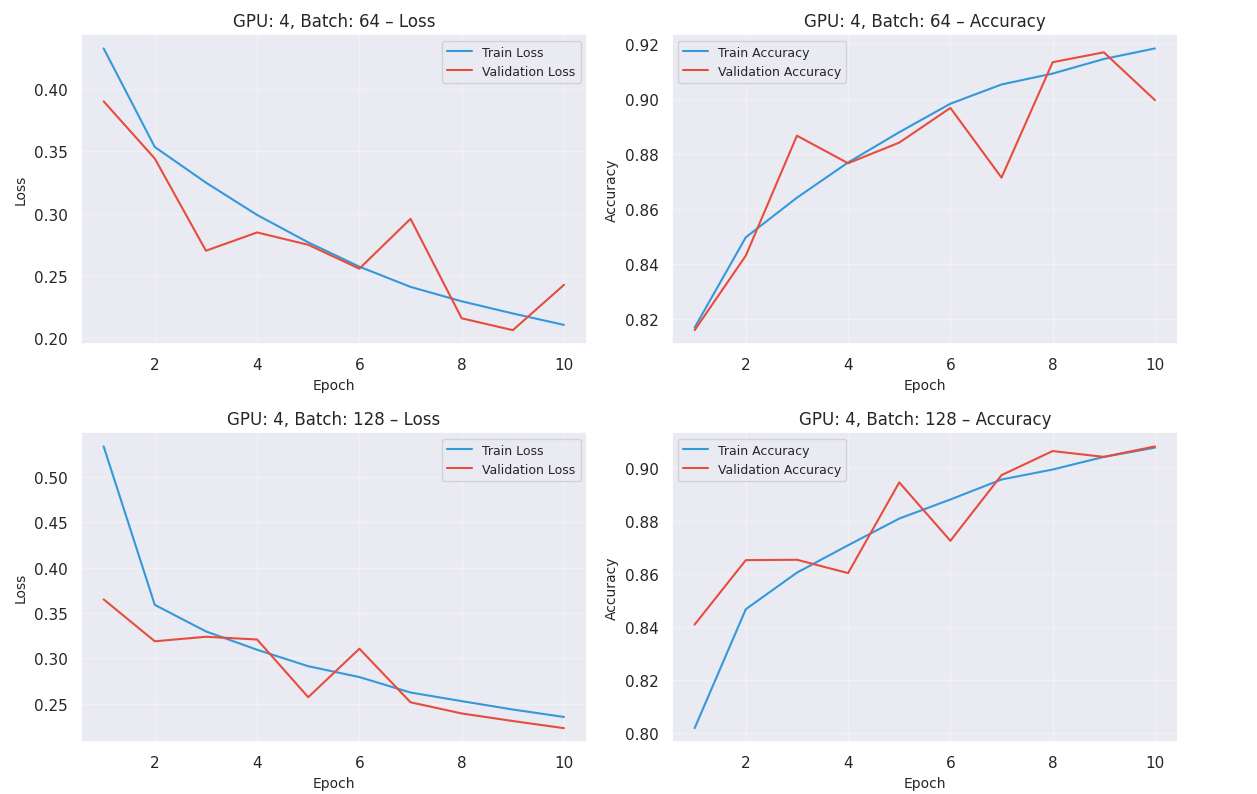 GPU: 4, Batch: 64 – Loss
Train Loss
Validation Loss
0.40
0.35
0.30
0.25
0.20
Loss
2 4 6 8 10
Epoch
GPU: 4, Batch: 64 – Accuracy
Train Accuracy
Validation Accuracy
0.92
0.90
0.88
0.86
0.84
0.82
Accuracy
2 4 6 8 10
Epoch
GPU: 4, Batch: 128 – Loss
Train Loss
Validation Loss
0.50
0.45
0.40
0.35
0.30
0.25
Loss
2 4 6 8 10
Epoch
GPU: 4, Batch: 128 – Accuracy
Train Accuracy
Validation Accuracy
0.90
0.88
0.86
0.84
0.82
0.80
Accuracy
2 4 6 8 10
Epoch